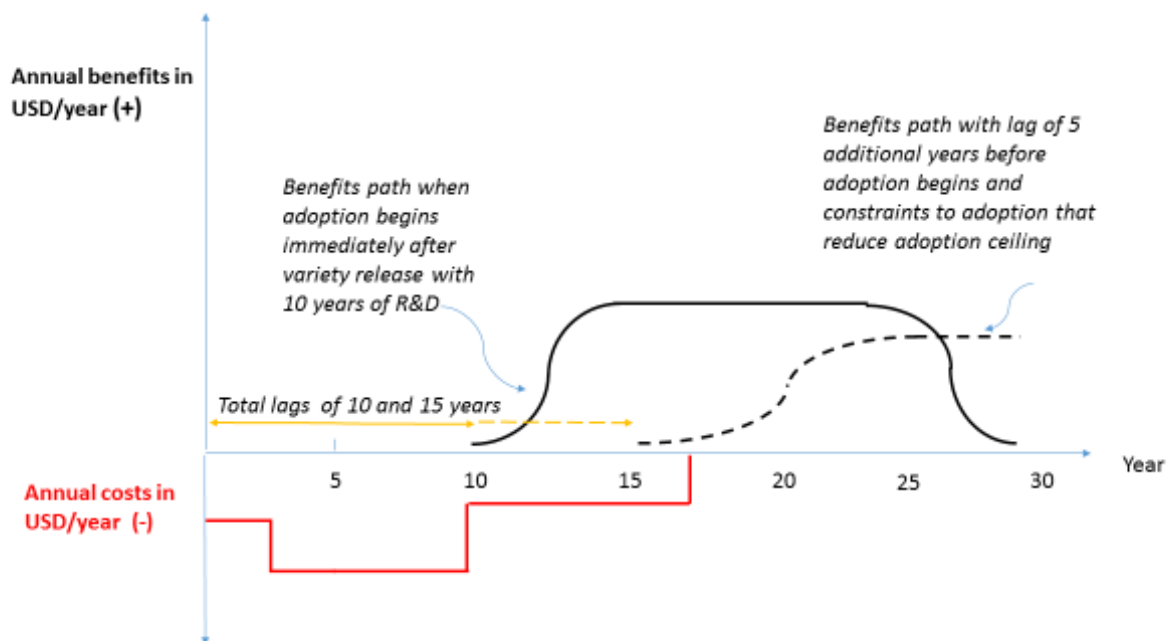 Annual benefits in
USD/year (+)
Benefits path with lag of 5
additional years before
adoption begins and
constraints to adoption that
reduce adoption ceiling
Benefits path when
adoption begins
immediately after
variety release with
10 years of R&D
Total lags of 10 and 15 years
5 10 15 20 25 30 Year
Annual costs in
USD/year (-)